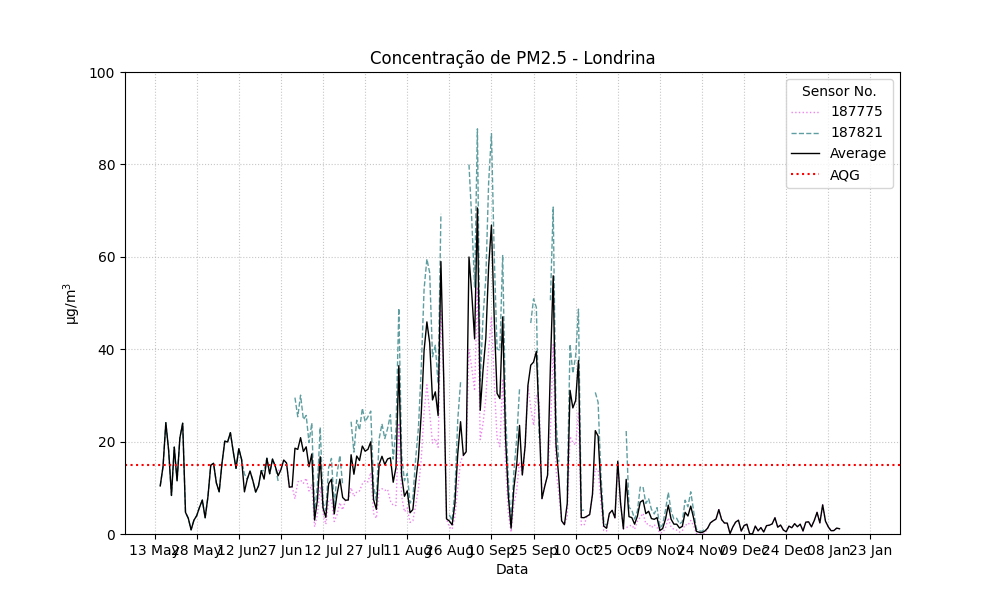 Concentração de PM2.5 - Londrina
Sensor No.
187775
187821
Average
AQG
µg/m³
100
80
60
40
20
0
13 May 28 May 12 Jun 27 Jun 12 Jul 27 Jul 11 Aug 26 Aug 10 Sep 25 Sep 10 Oct 25 Oct 09 Nov 24 Nov 09 Dec 24 Dec 08 Jan 23 Jan
Data